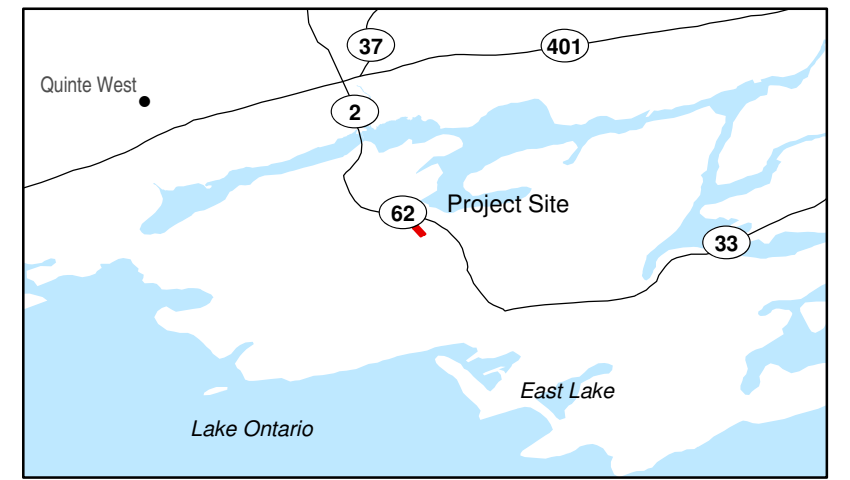 37
401
Quinte West
2
Project Site
62
33
East Lake
Lake Ontario